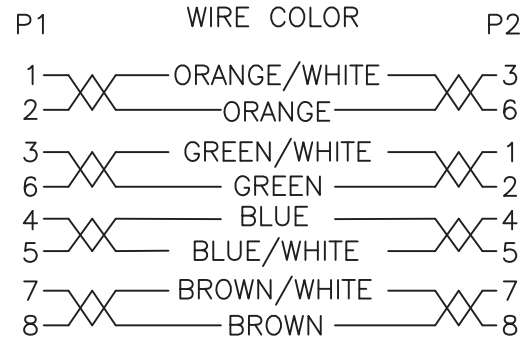 P1 WIRE COLOR P2
1 ORANGE/WHITE 3
2 ORANGE 6
3 GREEN/WHITE 1
6 GREEN 2
4 BLUE 4
5 BLUE/WHITE 5
7 BROWN/WHITE 7
8 BROWN 8